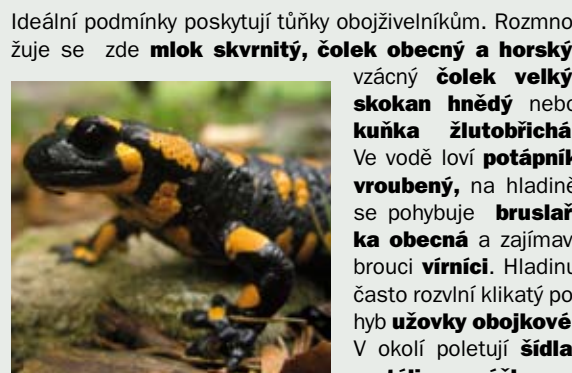 Ideální podmínky poskytují tůňky obojživelníkům. Rozmno
žuje se zde mlok skvrnitý, čolek obecný a horský
vzácný čolek velký
skokan hnědý nebo
kuňka žlutobřichá
Ve vodě loví potápník
vroubený, na hladině
se pohybuje bruslař
ka obecná a zajímav
brouci vírníci. Hladinu
často rozvlní klikatý po
hyb užovky obojkové
V okolí poletují šídla